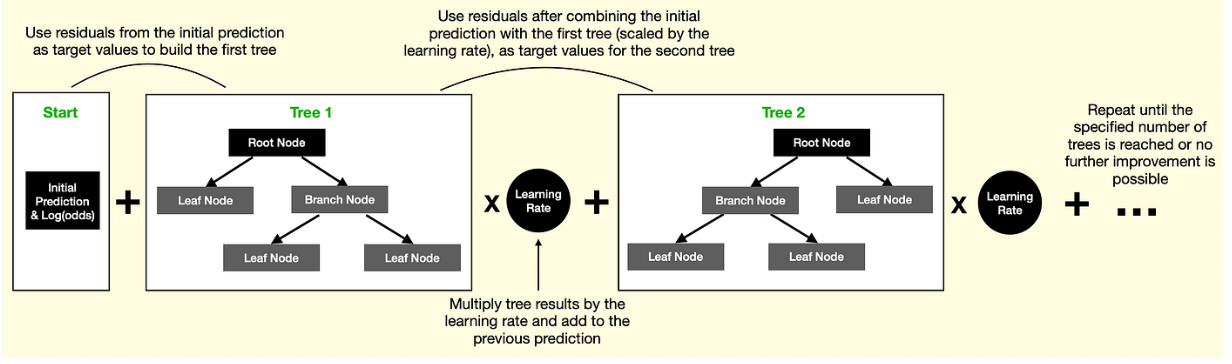 Use residuals from the initial prediction
as target values to build the first tree
Use residuals after combining the initial
prediction with the first tree (scaled by the
learning rate), as target values for the second tree
Start
Initial
Prediction
& Log(odds)
+
Tree 1
Root Node
Leaf Node
Branch Node
Leaf Node
Leaf Node
x
Learning
Rate
+
Multiply tree results by the
learning rate and add to the
previous prediction
Tree 2
Root Node
Branch Node
Leaf Node
Leaf Node
Leaf Node
x
Learning
Rate
+
...
Repeat until the
specified number of
trees is reached or no
further improvement is
possible